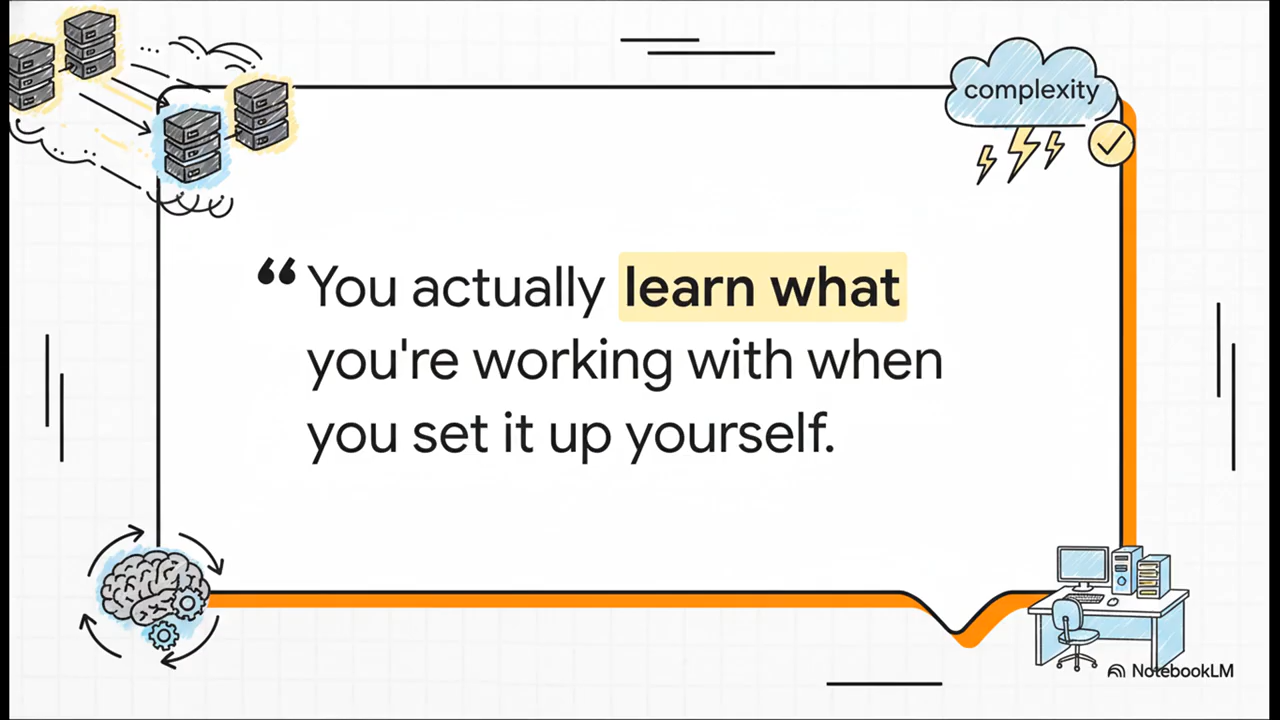 complexity
“You actually learn what
you're working with when
you set it up yourself.
NotebookLM